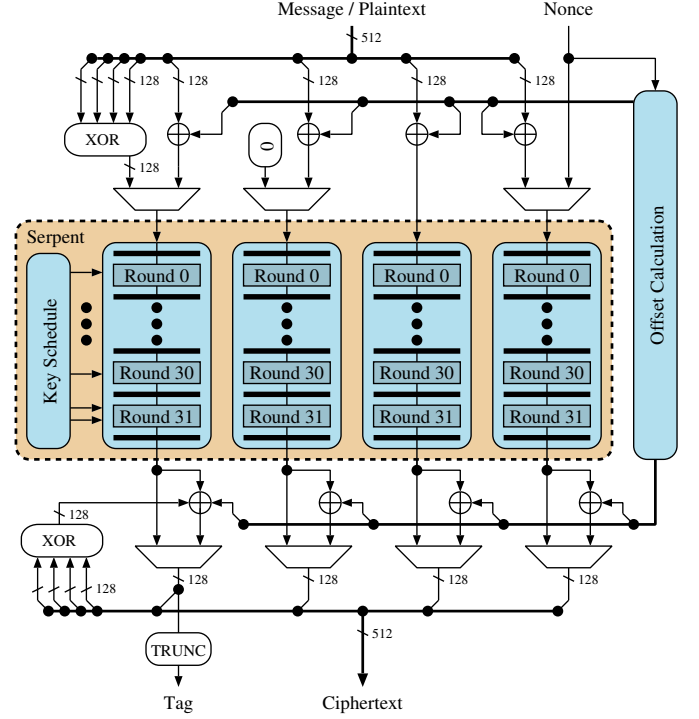 Message / Plaintext
Nonce
512
128
128
128
128
128
XOR
0
128
Serpent
Key Schedule
Offset Calculation
Round 0
Round 0
Round 0
Round 0
Round 30
Round 30
Round 30
Round 30
Round 31
Round 31
Round 31
Round 31
128
XOR
128
128
128
128
128
512
TRUNC
Tag
Ciphertext